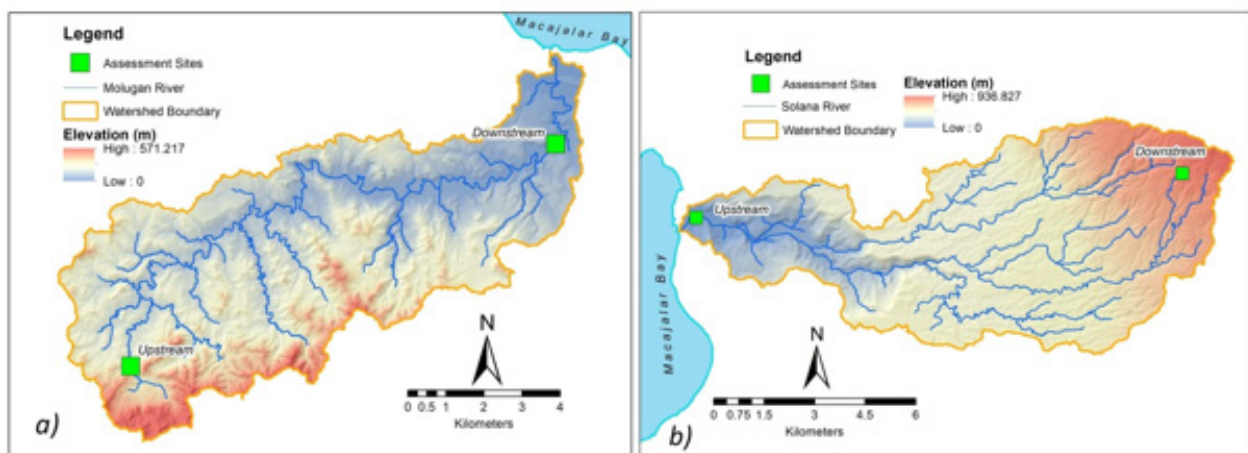 Macajalar Bay
Legend
Assessment Sites
Molugan River
Watershed Boundary
Elevation (m)
High : 571.217
Low : 0
Downstream
Upstream
N
0 0.5 1 2 3 4
Kilometers
a)
Legend
Assessment Sites
Solana River
Watershed Boundary
Elevation (m)
High : 936.827
Low : 0
Downstream
Upstream
Macajalar Bay
N
0 0.75 1.5 3 4.5 6
Kilometers
b)